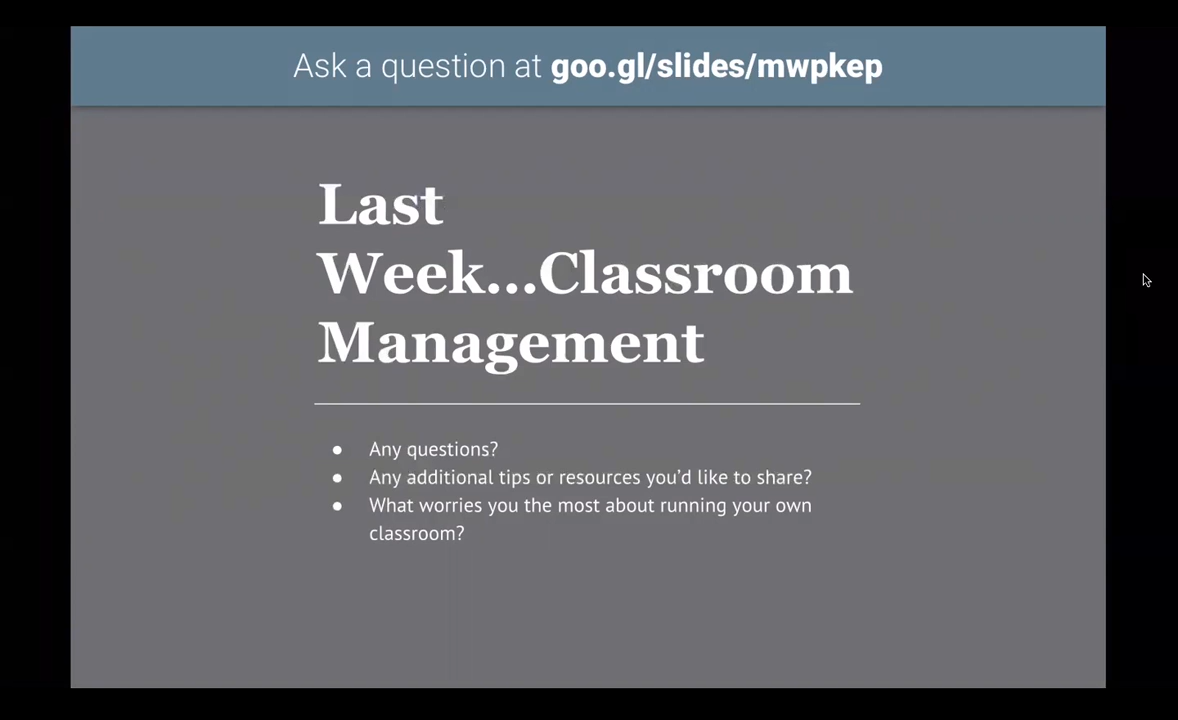 Ask a question at goo.gl/slides/mwpkep
Last
Week...Classroom
Management
● Any questions?
● Any additional tips or resources you'd like to share?
● What worries you the most about running your own
classroom?